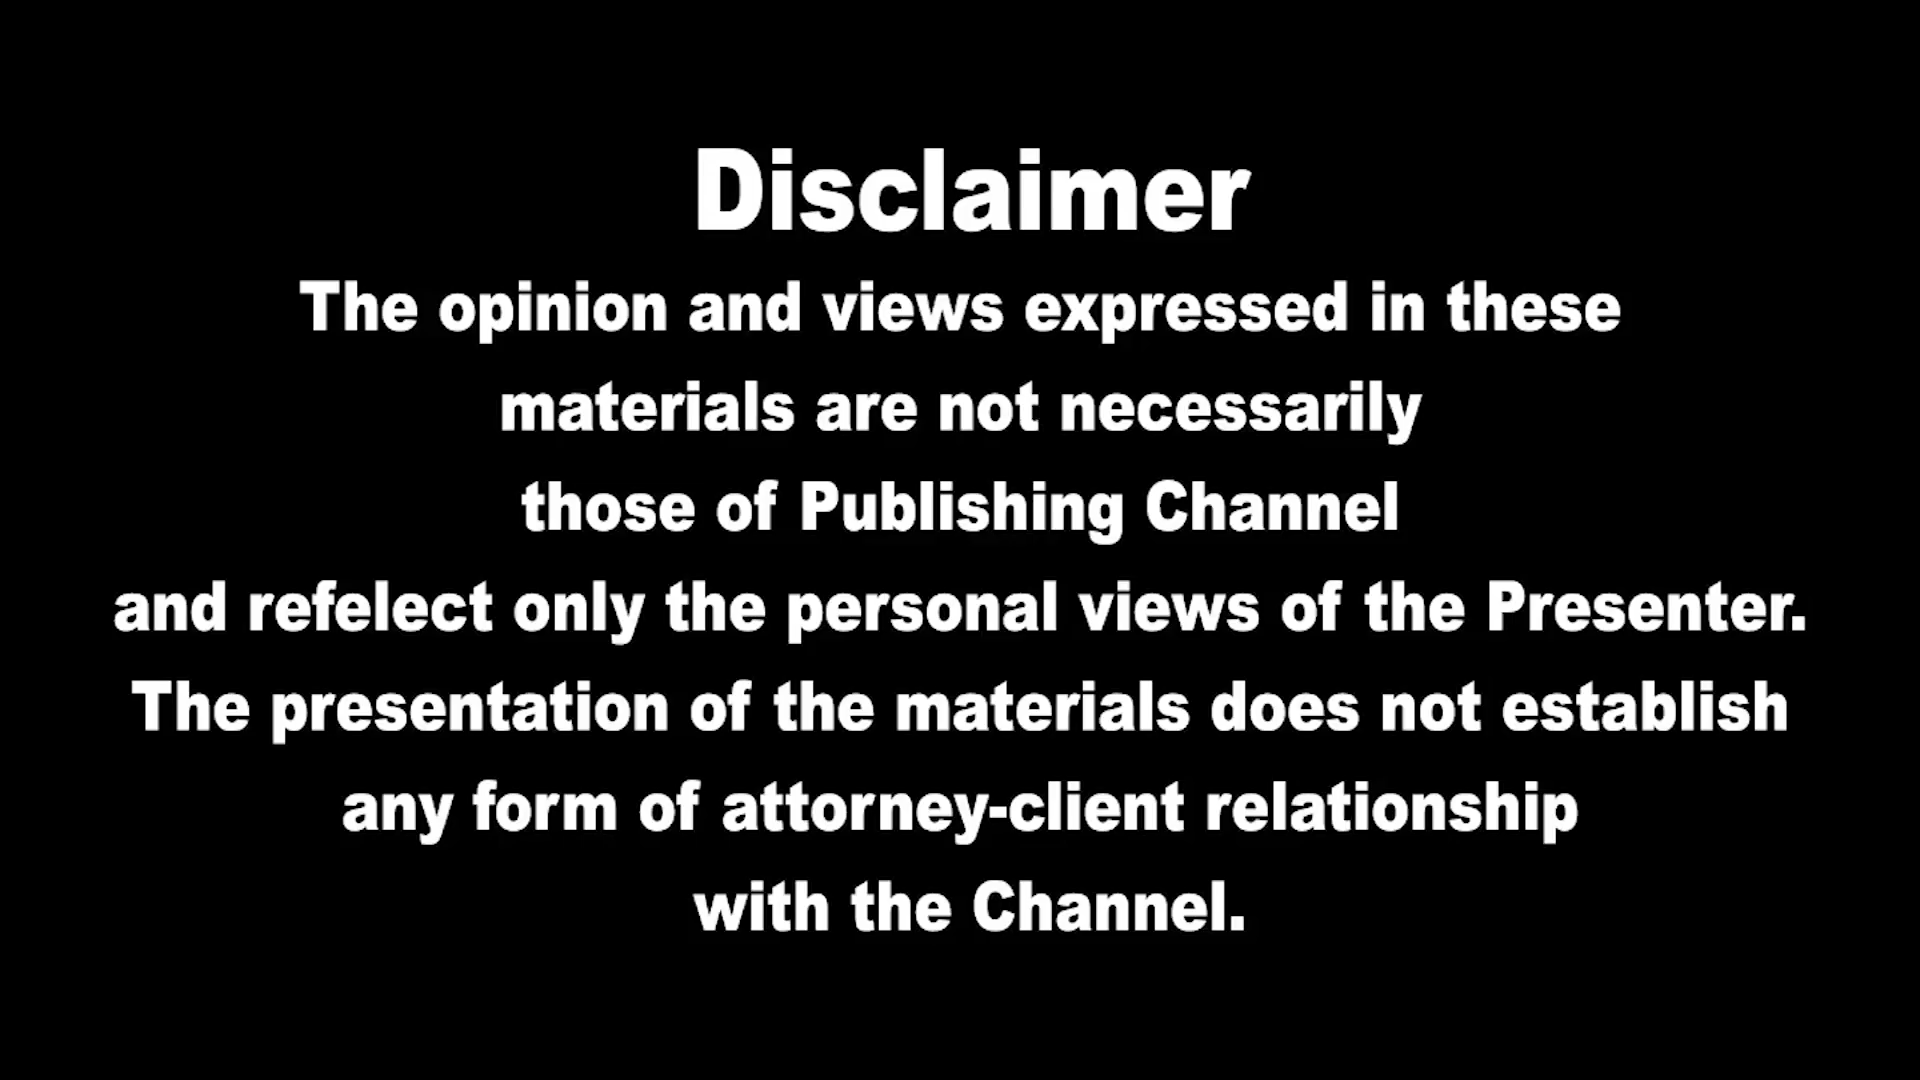 Disclaimer
The opinion and views expressed in these
materials are not necessarily
those of Publishing Channel
and refelect only the personal views of the Presenter.
The presentation of the materials does not establish
any form of attorney-client relationship
with the Channel.